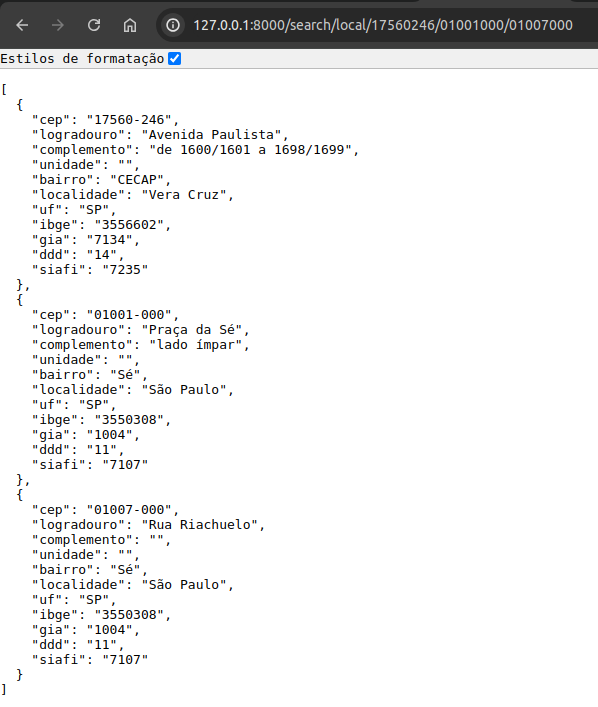 127.0.0.1:8000/search/local/17560246/01001000/01007000
Estilos de formatação
[
  {
    "cep": "17560-246",
    "logradouro": "Avenida Paulista",
    "complemento": "de 1600/1601 a 1698/1699",
    "unidade": "",
    "bairro": "CECAP",
    "localidade": "Vera Cruz",
    "uf": "SP",
    "ibge": "3556602",
    "gia": "7134",
    "ddd": "14",
    "siafi": "7235"
  },
  {
    "cep": "01001-000",
    "logradouro": "Praça da Sé",
    "complemento": "lado ímpar",
    "unidade": "",
    "bairro": "Sé",
    "localidade": "São Paulo",
    "uf": "SP",
    "ibge": "3550308",
    "gia": "1004",
    "ddd": "11",
    "siafi": "7107"
  },
  {
    "cep": "01007-000",
    "logradouro": "Rua Riachuelo",
    "complemento": "",
    "unidade": "",
    "bairro": "Sé",
    "localidade": "São Paulo",
    "uf": "SP",
    "ibge": "3550308",
    "gia": "1004",
    "ddd": "11",
    "siafi": "7107"
  }
]